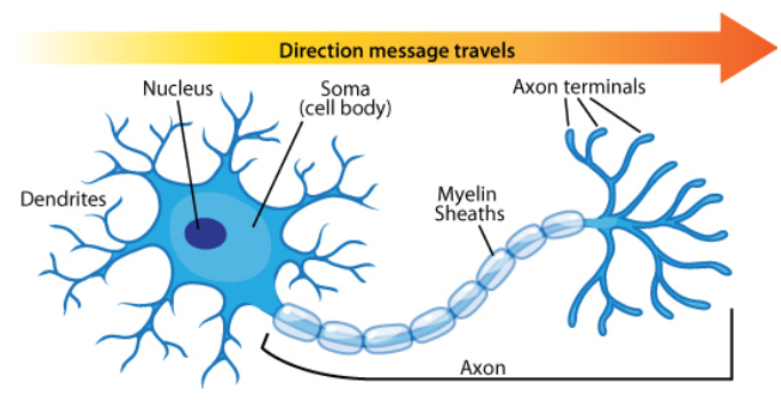 Direction message travels
Nucleus
Soma
(cell body)
Axon terminals
Dendrites
Myelin
Sheaths
Axon